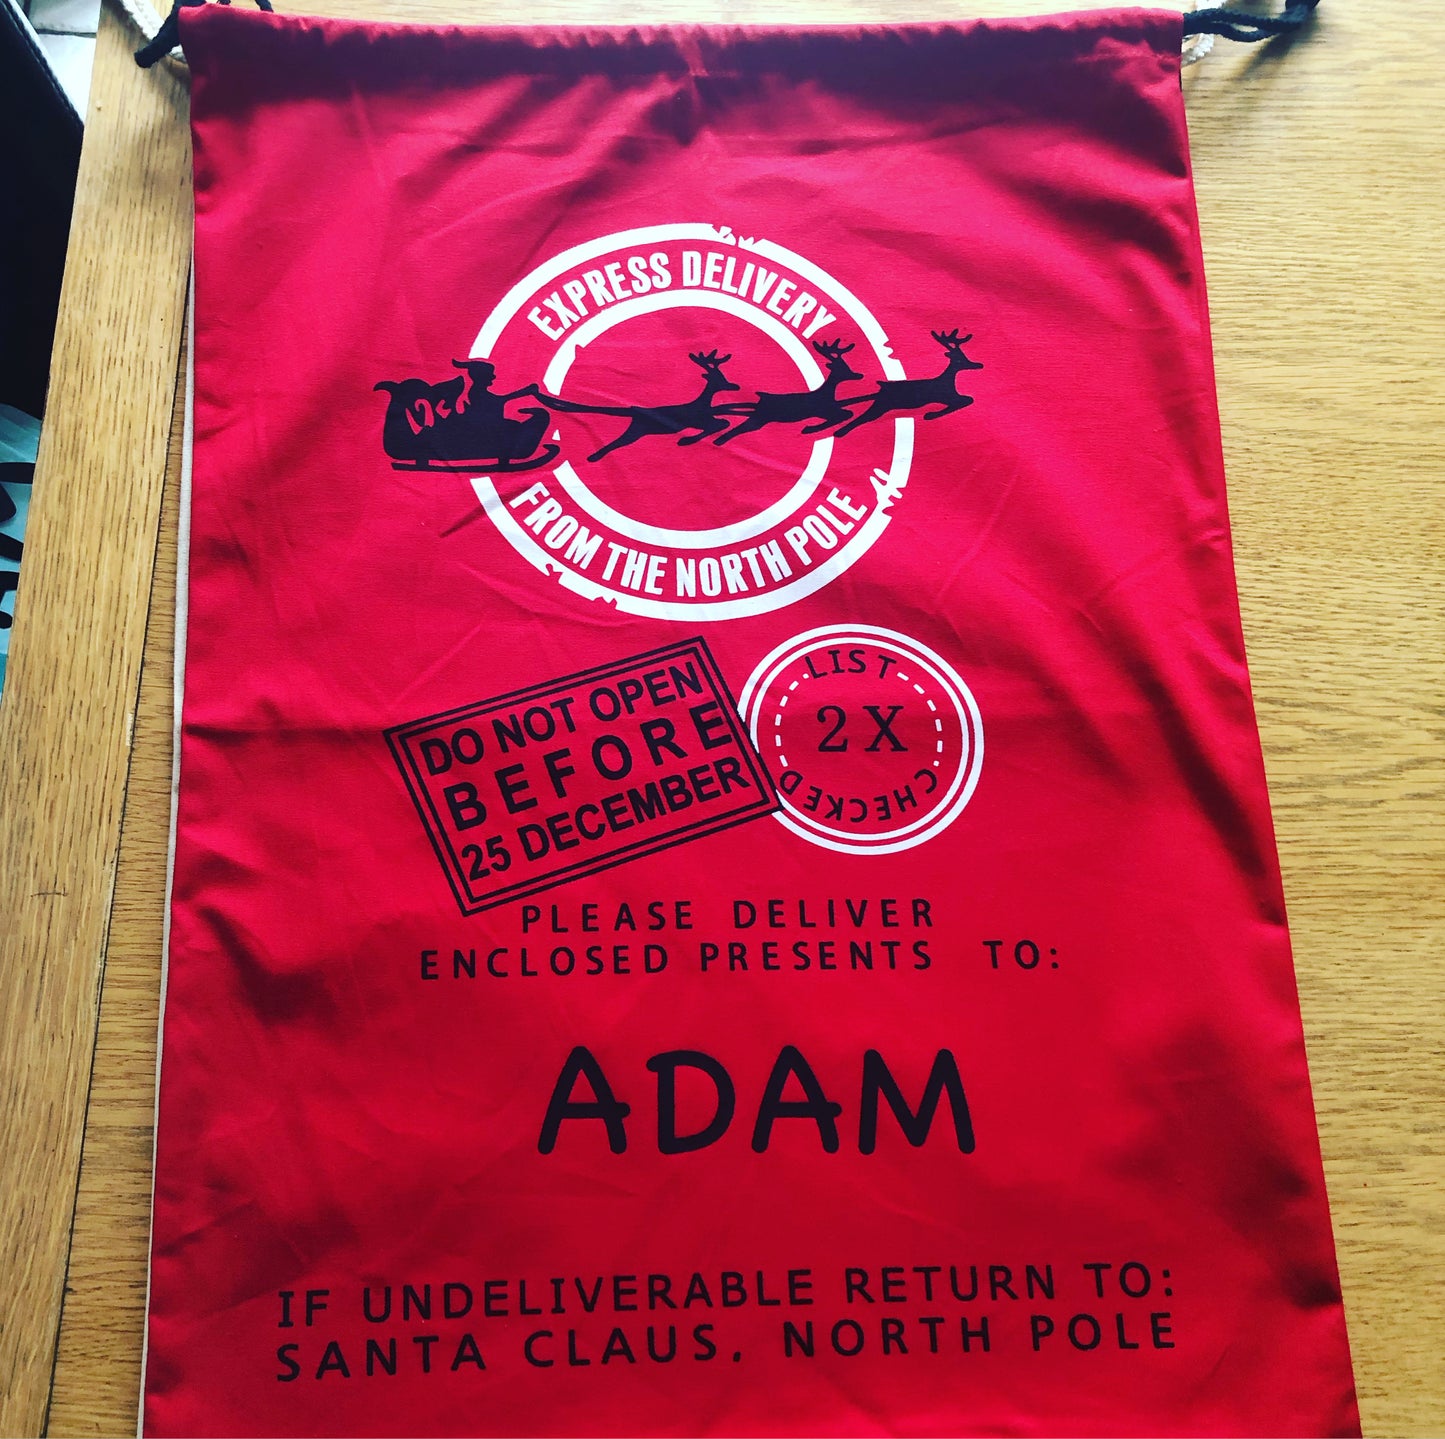 EXPRESS DELIVERY
FROM THE NORTH POLE
DO NOT OPEN
BEFORE
25 DECEMBER
LIST
2X
CHECKED
PLEASE DELIVER
ENCLOSED PRESENTS TO:
ADAM
IF UNDELIVERABLE RETURN TO:
SANTA CLAUS, NORTH POLE